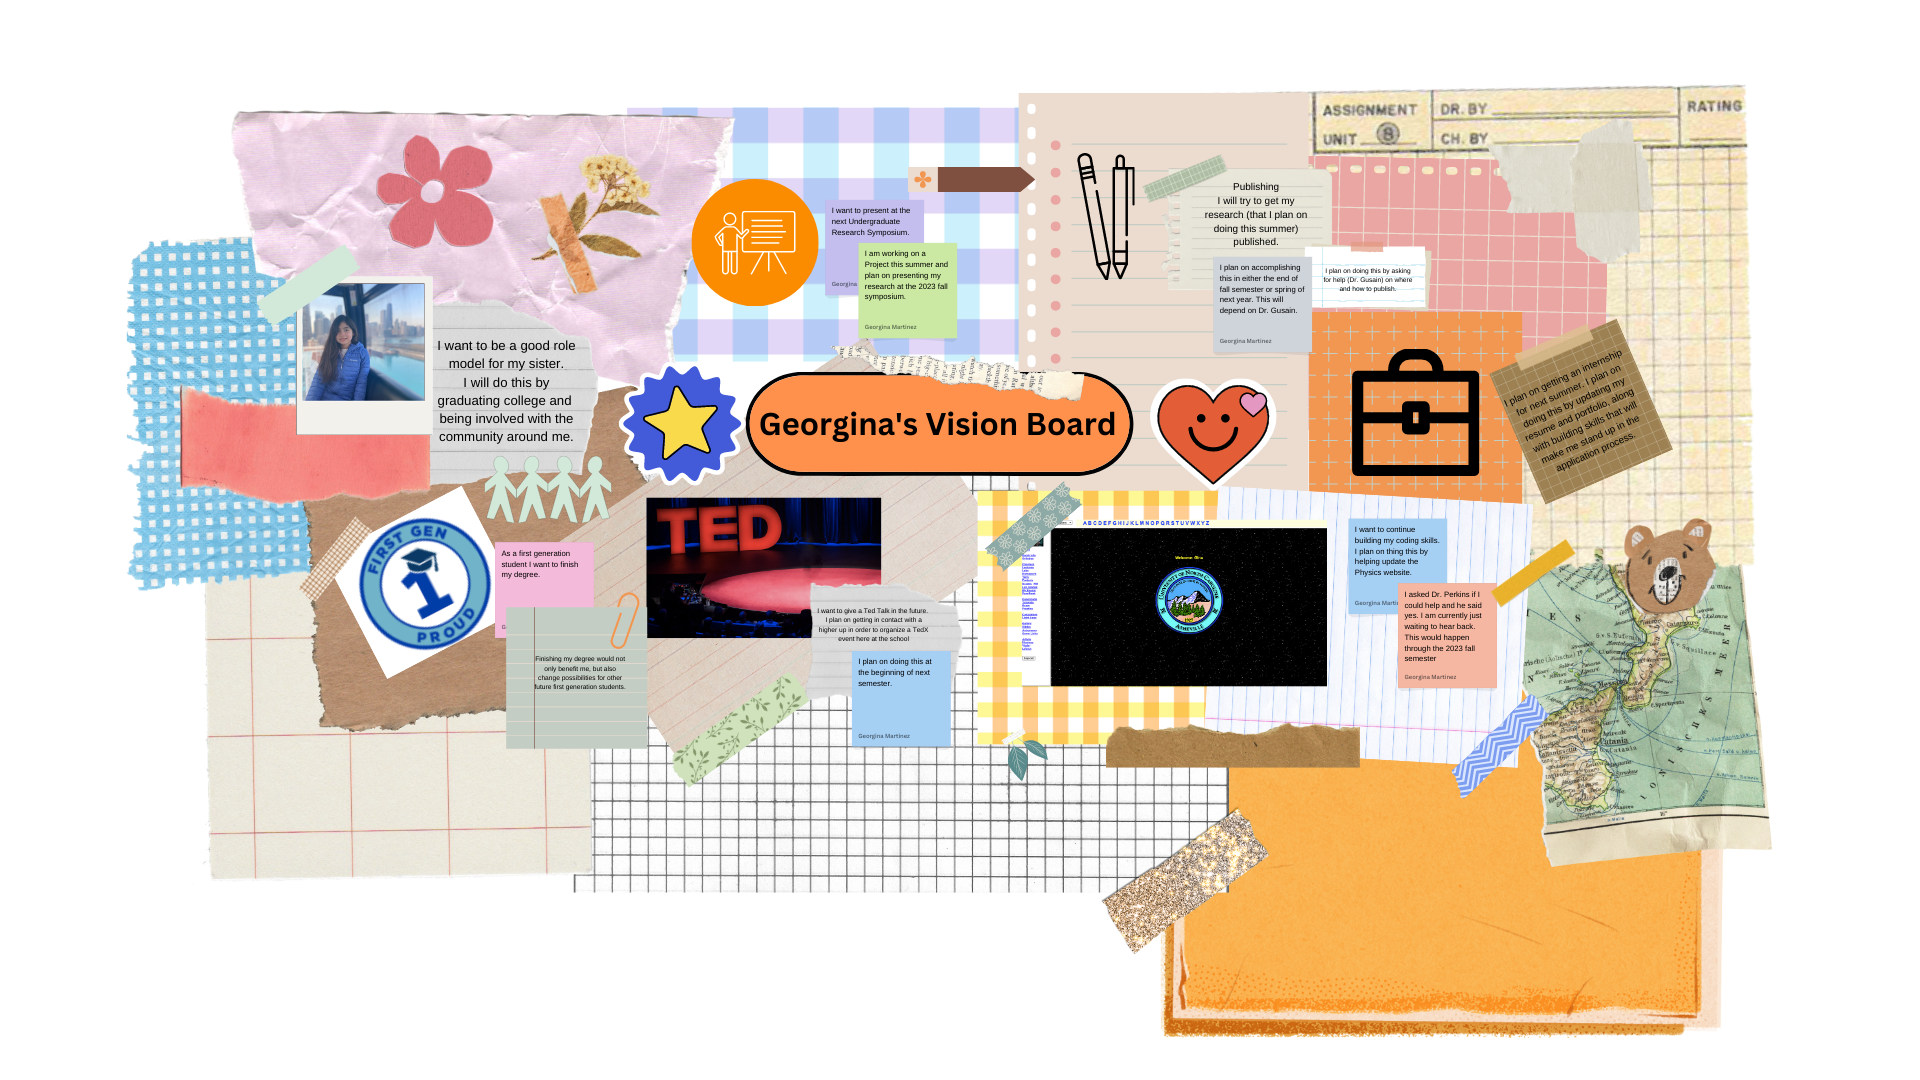 ASSIGNMENT
DR. BY
RATING
UNIT
8
CH. BY
I want to present at the
next Undergraduate
Research Symposium.
Georgina
I am working on a
Project this summer and
plan on presenting my
research at the 2023 fall
symposium.
Georgina Martinez
Publishing
I will try to get my
research (that I plan on
doing this summer)
published.
I plan on accomplishing
this in either the end of
fall semester or spring of
next year. This will
depend on Dr. Gusain.
Georgina Martinez
I plan on doing this by asking
for help (Dr. Gusain) on where
and how to publish.
I want to be a good role
model for my sister.
I will do this by
graduating college and
being involved with the
community around me.
Georgina's Vision Board
I plan on getting an internship
for next summer. I plan on
doing this by updating my
resume and portfolio, along
with building skills that will
make me stand up in the
application process.
FIRST GEN
1
PROUD
As a first generation
student I want to finish
my degree.
G
Finishing my degree would not
only benefit me, but also
change possibilities for other
future first generation students.
TED
I want to give a Ted Talk in the future.
I plan on getting in contact with a
higher up in order to organize a TedX
event here at the school
I plan on doing this at
the beginning of next
semester.
Georgina Martinez
A B C D E F G H I J K L M N O P Q R S T U V W X Y Z
Welcome Gina
UNIVERSITY OF NORTH CAROLINA
ASHEVILLE
I want to continue
building my coding skills.
I plan on thing this by
helping update the
Physics website.
Georgina Marti
I asked Dr. Perkins if I
could help and he said
yes. I am currently just
waiting to hear back.
This would happen
through the 2023 fall
semester
Georgina Martinez
Catania